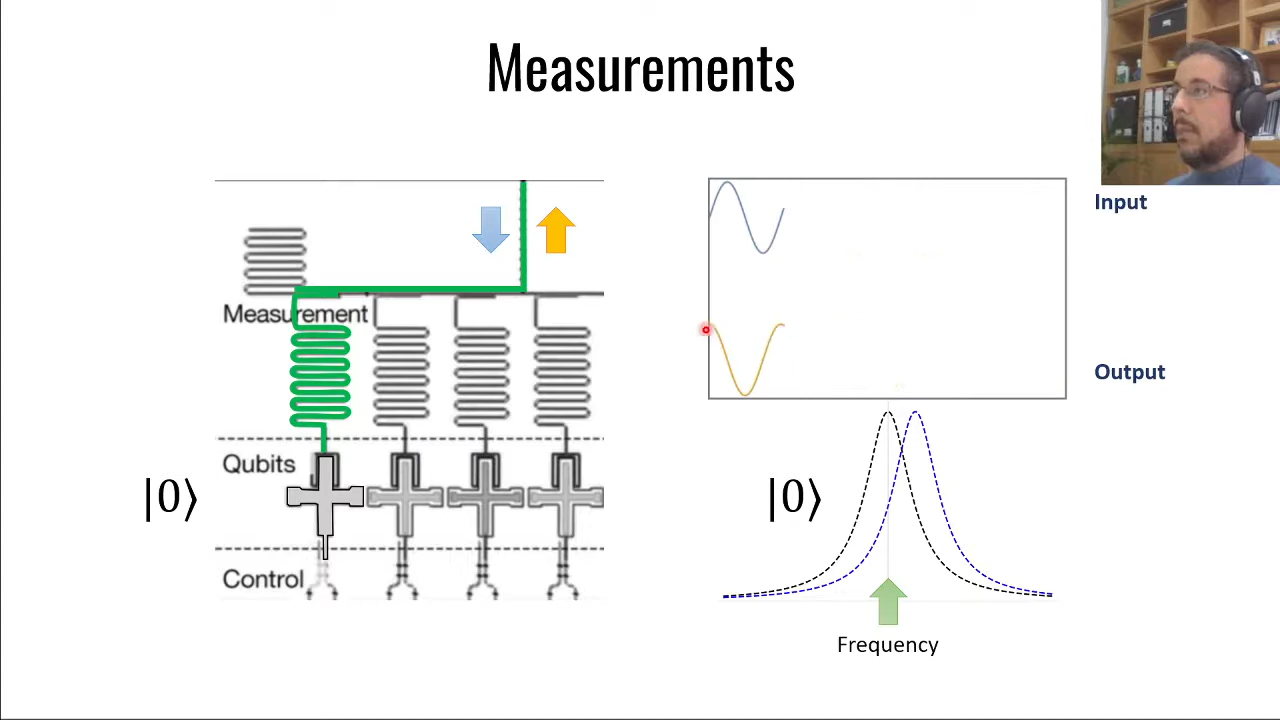 Measurements
Input
Measurement
Output
Qubits
|0⟩
|0⟩
Control
Frequency